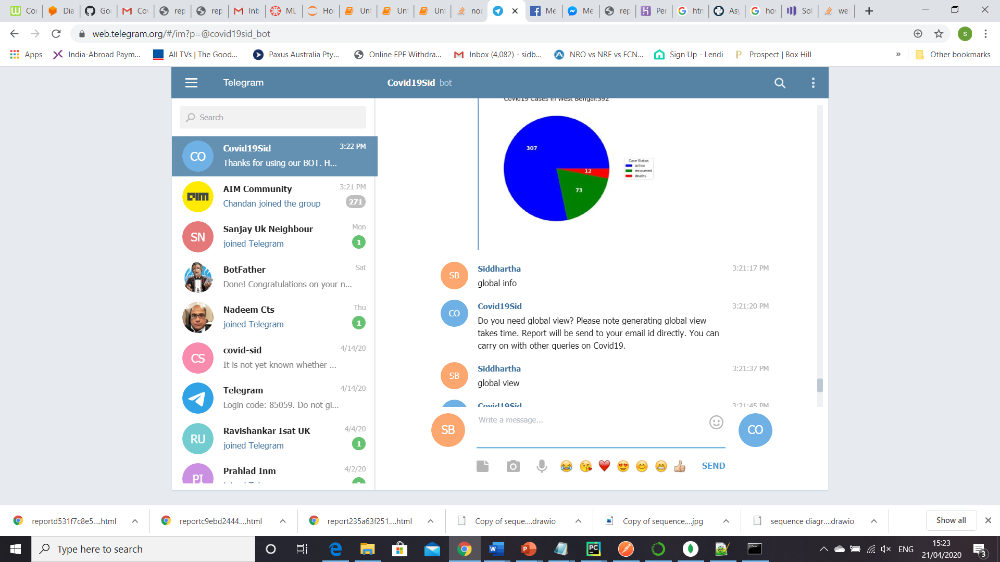 Cor
Dia
Goo
Cov
rep
rep
Inb
ML
Ho
Unt
Unt
Unt
noc
Me
Me
rep
Per
htn
Asy
hov
Sol
wel
web.telegram.org/#/im?p=@covid19sid_bot
S
Apps
India-Abroad Paym...
All TVs | The Good...
Paxus Australia Pty...
Online EPF Withdra...
Inbox (4,082) - sidb...
NRO vs NRE vs FCN...
Sign Up - Lendi
Prospect | Box Hill
»
Other bookmarks
Telegram
Covid19Sid bot
Search
CO
Covid19Sid
3:22 PM
Thanks for using our BOT. H...
AIM
AIM Community
3:21 PM
Chandan joined the group
271
SN
Sanjay Uk Neighbour
Mon
joined Telegram
1
BotFather
Sat
Done! Congratulations on your n...
Nadeem Cts
Thu
joined Telegram
1
CS
covid-sid
4/14/20
It is not yet known whether ...
Telegram
4/14/20
Login code: 85059. Do not gi...
RU
Ravishankar Isat UK
4/4/20
joined Telegram
1
PI
Prahlad Inm
4/2/20
Covid19 Cases in West Bengal:392
307
12
73
Case Status
active
recovered
deaths
SB
Siddhartha
3:21:17 PM
global info
CO
Covid19Sid
3:21:20 PM
Do you need global view? Please note generating global view
takes time. Report will be send to your email id directly. You can
carry on with other queries on Covid19.
SB
Siddhartha
3:21:37 PM
global view
Covid19Sid
3:21:45 PM
SB
Write a message...
CO
SEND
reportd531f7c8e5....html
reportc9ebd2444....html
report235a63f251....html
Copy of seque....drawio
Copy of sequence....jpg
sequence diagr....drawio
Show all
Type here to search
ENG
15:23
21/04/2020
3